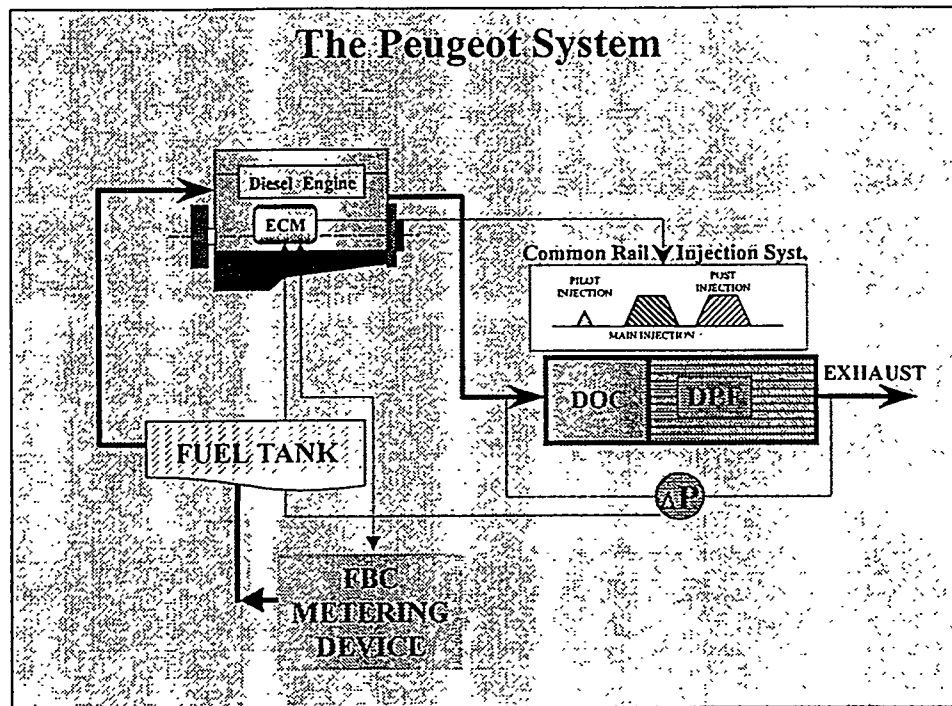 The Peugeot System
Diesel Engine
ECM
Common Rail Injection Syst.
PILOT
INJECTION
POST
INJECTION
MAIN INJECTION
DOC
DPF
EXHAUST
FUEL TANK
ΔP
FBC
METERING
DEVICE